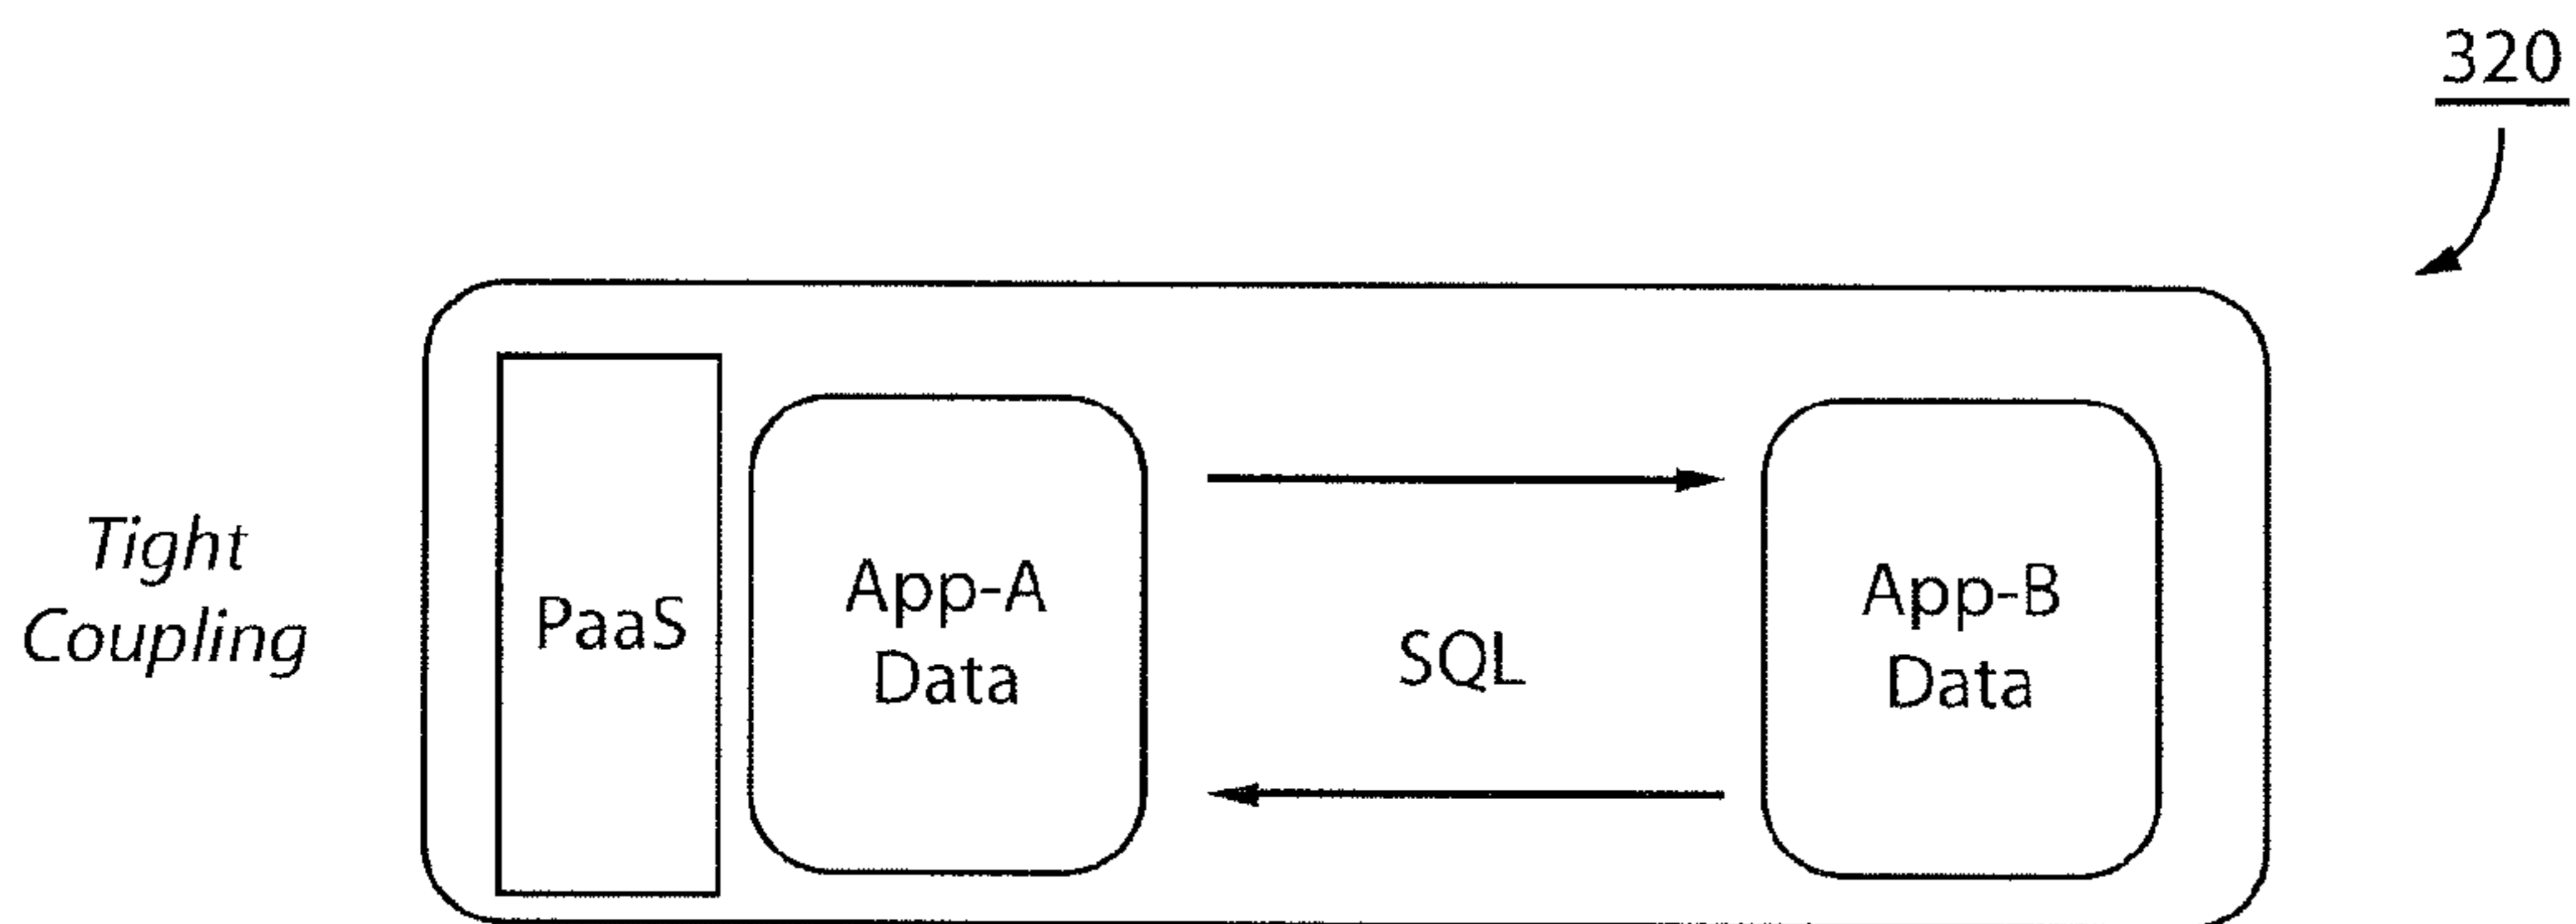 320
Tight
Coupling
PaaS
App-A
Data
SQL
App-B
Data